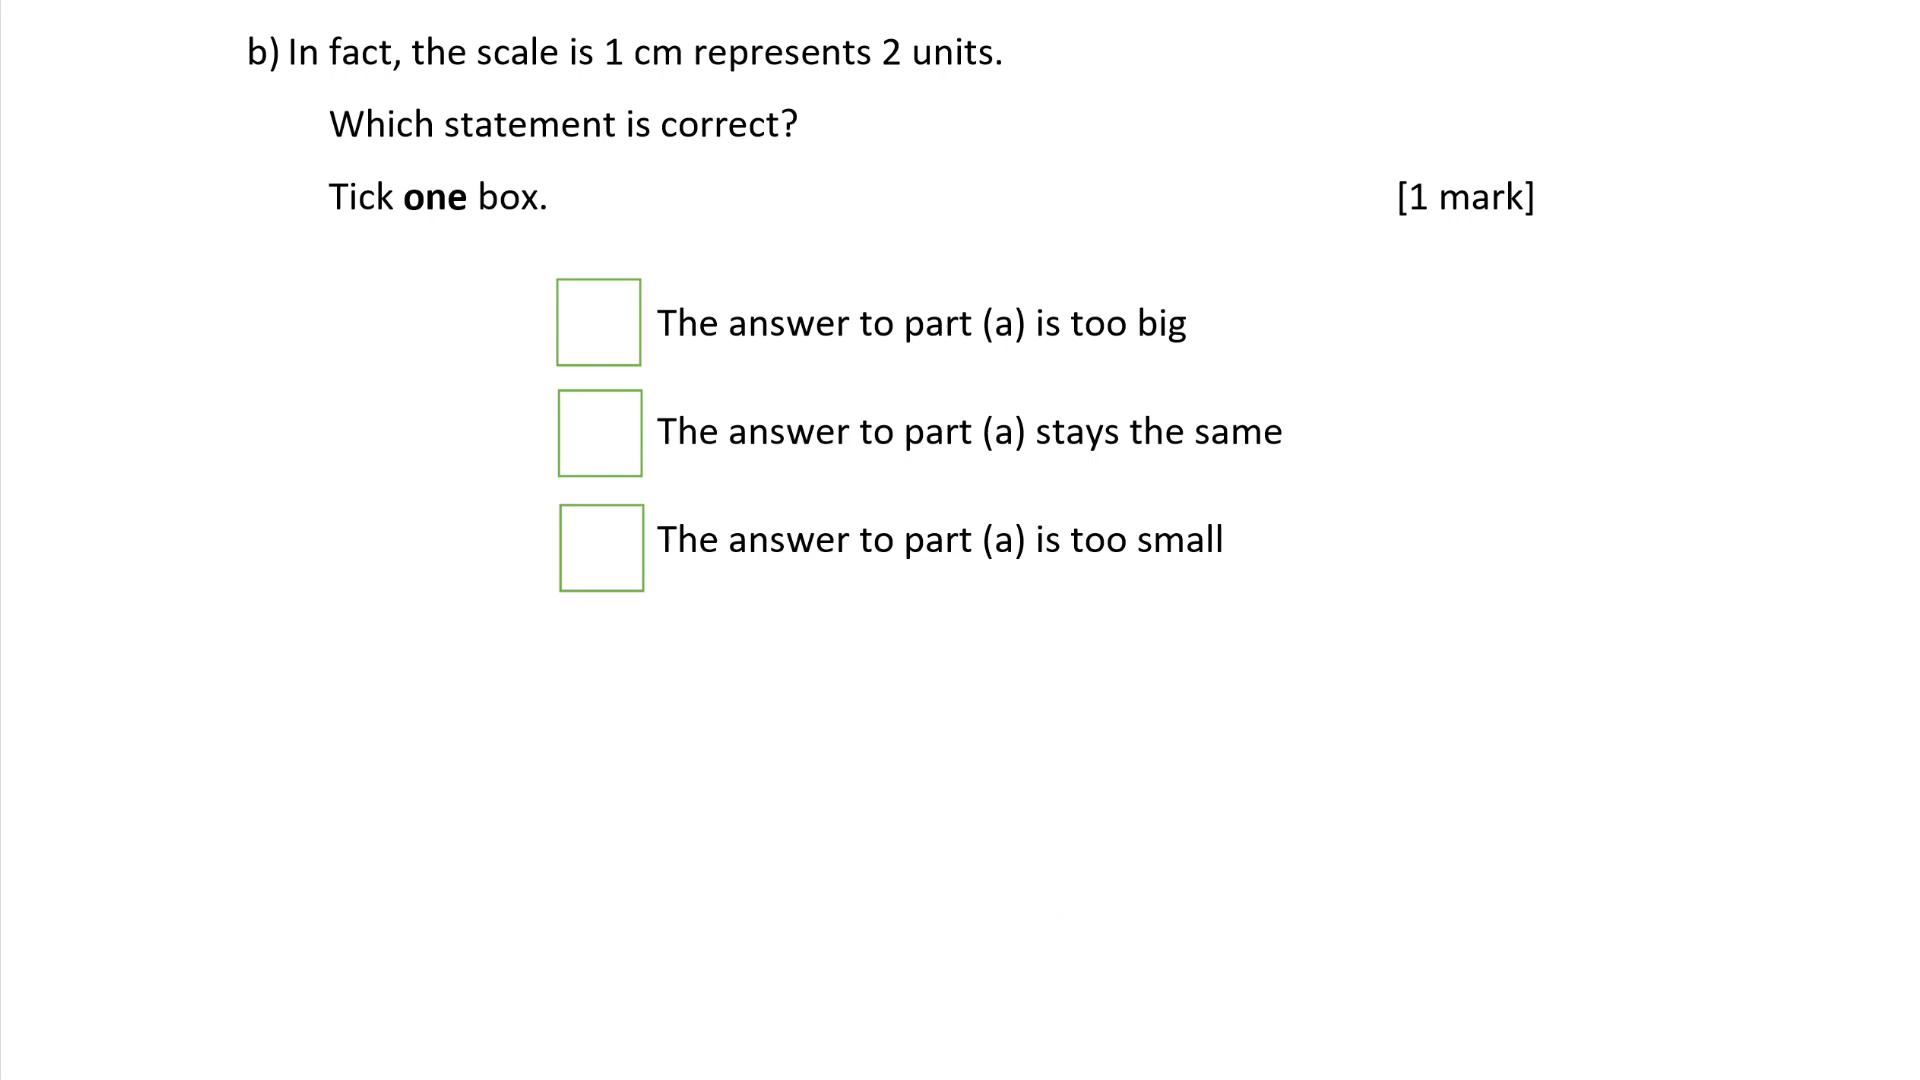 b) In fact, the scale is 1 cm represents 2 units.
Which statement is correct?
Tick one box. [1 mark]
The answer to part (a) is too big
The answer to part (a) stays the same
The answer to part (a) is too small